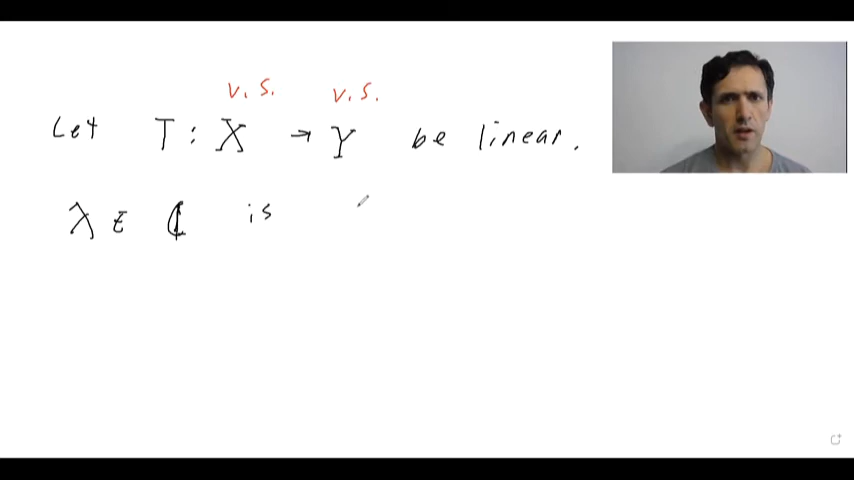 v.s. v.s.
Let T : X → Y be linear.
λ ∈ ℂ is